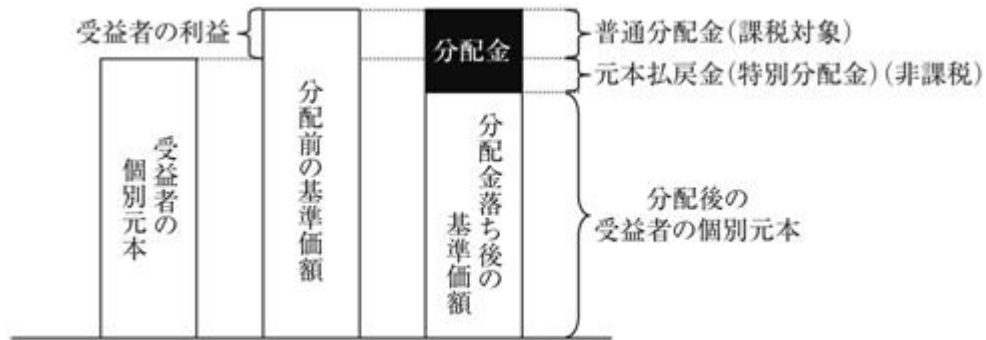 受益者の利益
分配金
普通分配金(課税対象)
元本払戻金(特別分配金)(非課税)
受益者の
個別元本
分配前の基準価額
分配金落ち後の
基準価額
分配後の
受益者の個別元本